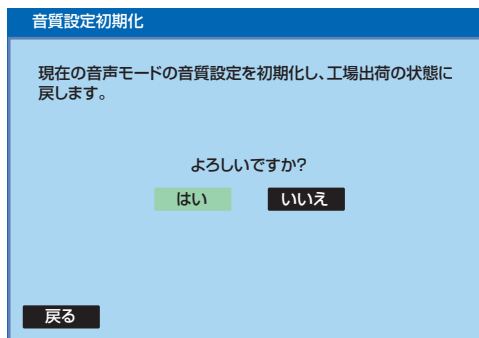 音質設定初期化
現在の音声モードの音質設定を初期化し、工場出荷の状態に
戻します。
よろしいですか?
はい いいえ
戻る